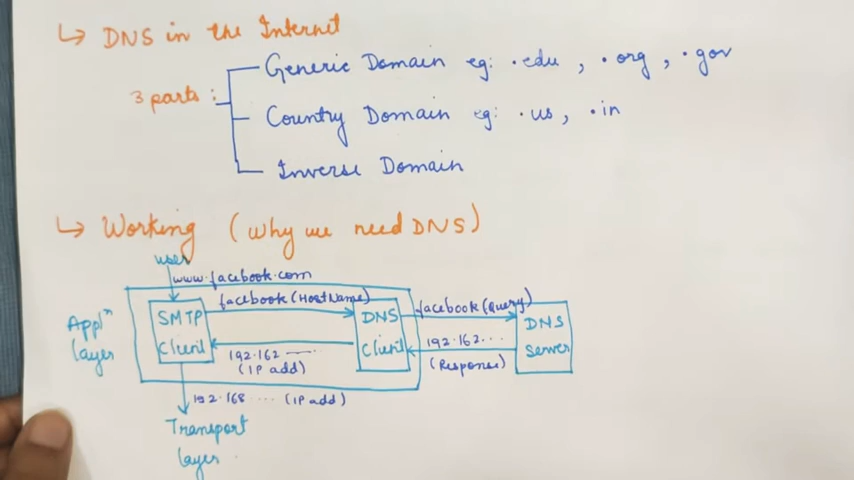 ↳ DNS in the Internet
3 parts :
Generic Domain eg: .edu , .org , .gov
Country Domain eg: .us, .in
Inverse Domain
↳ Working (Why we need DNS)
user
www.facebook.com
facebook (HostName)
facebook (Query)
Applⁿ layer
SMTP client
DNS client
DNS server
192.162 ——...
(IP add)
192.162...
(Response)
192.168 .... (IP add)
Transport
layer